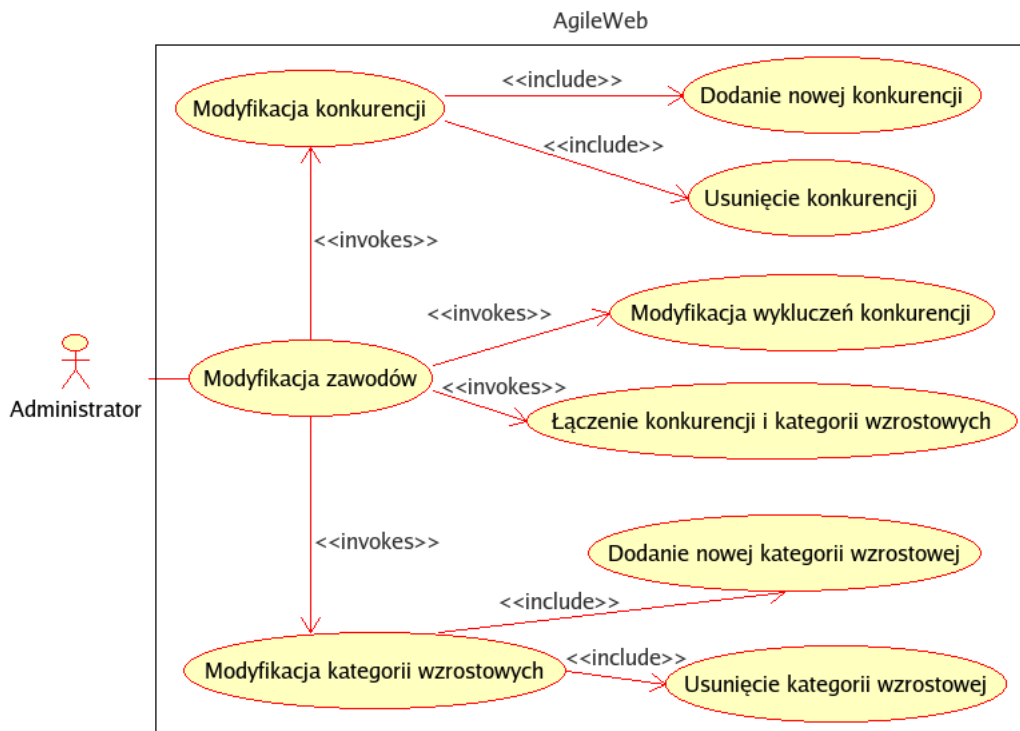 AgileWeb
<<include>>
Modyfikacja konkurencji
Dodanie nowej konkurencji
<<include>>
Usunięcie konkurencji
<<invokes>>
<<invokes>>
Modyfikacja wykluczeń konkurencji
Modyfikacja zawodów
<<invokes>>
Administrator
Łączenie konkurencji i kategorii wzrostowych
<<invokes>>
Dodanie nowej kategorii wzrostowej
<<include>>
Modyfikacja kategorii wzrostowych
<<include>>
Usunięcie kategorii wzrostowej